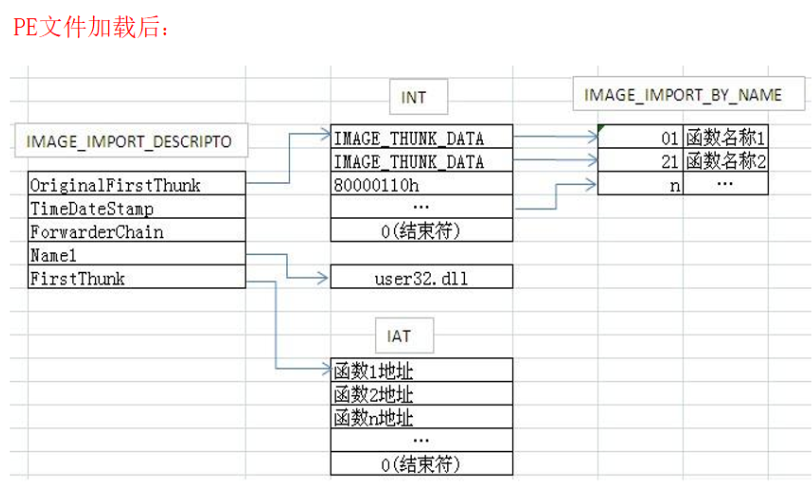 PE文件加载后:
INT
IMAGE_IMPORT_BY_NAME
IMAGE_IMPORT_DESCRIPTO
IMAGE_THUNK_DATA
01 函数名称1
IMAGE_THUNK_DATA
21 函数名称2
OriginalFirstThunk
80000110h
n …
TimeDateStamp
…
ForwarderChain
0(结束符)
Name1
FirstThunk
user32.dll
IAT
函数1地址
函数2地址
函数n地址
…
0(结束符)